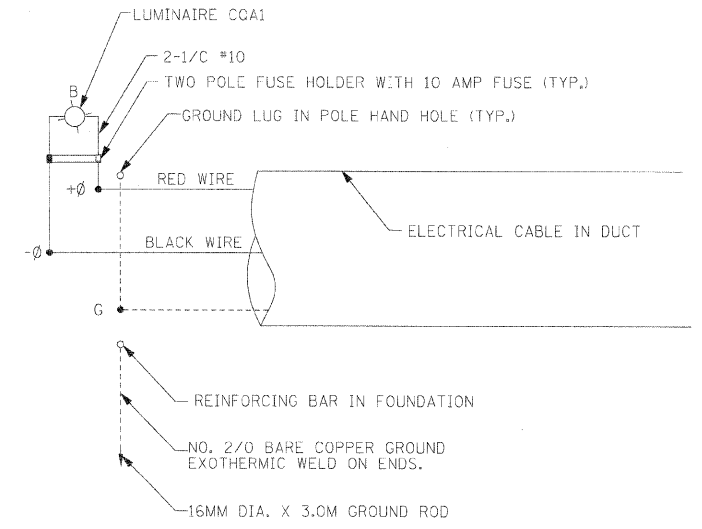 LUMINAIRE CQA1
2-1/C #10
B
TWO POLE FUSE HOLDER WITH 10 AMP FUSE (TYP.)
GROUND LUG IN POLE HAND HOLE (TYP.)
RED WIRE
+Ø
ELECTRICAL CABLE IN DUCT
BLACK WIRE
-Ø
G
REINFORCING BAR IN FOUNDATION
NO. 2/0 BARE COPPER GROUND
EXOTHERMIC WELD ON ENDS.
16MM DIA. X 3.0M GROUND ROD